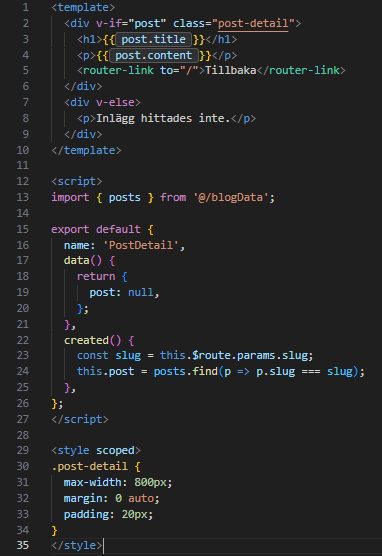 1 <template>
2 <div v-if="post" class="post-detail">
3 <h1>{{ post.title }}</h1>
4 <p>{{ post.content }}</p>
5 <router-link to="/">Tillbaka</router-link>
6 </div>
7 <div v-else>
8 <p>Inlägg hittades inte.</p>
9 </div>
10 </template>
11
12 <script>
13 import { posts } from '@/blogData';
14
15 export default {
16 name: 'PostDetail',
17 data() {
18 return {
19 post: null,
20 };
21 },
22 created() {
23 const slug = this.$route.params.slug;
24 this.post = posts.find(p => p.slug === slug);
25 },
26 };
27 </script>
28
29 <style scoped>
30 .post-detail {
31 max-width: 800px;
32 margin: 0 auto;
33 padding: 20px;
34 }
35 </style>